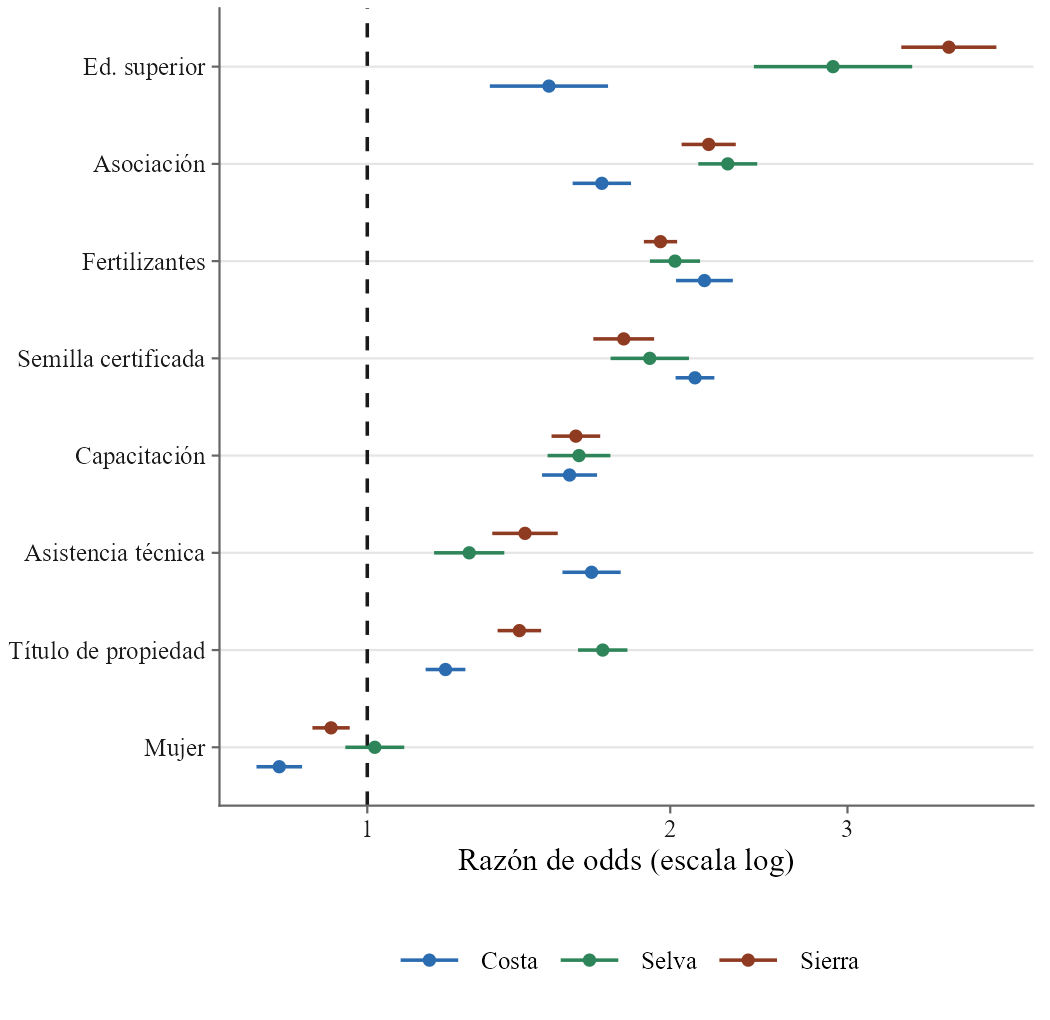 Ed. superior
Asociación
Fertilizantes
Semilla certificada
Capacitación
Asistencia técnica
Título de propiedad
Mujer
1 2 3
Razón de odds (escala log)
Costa Selva Sierra